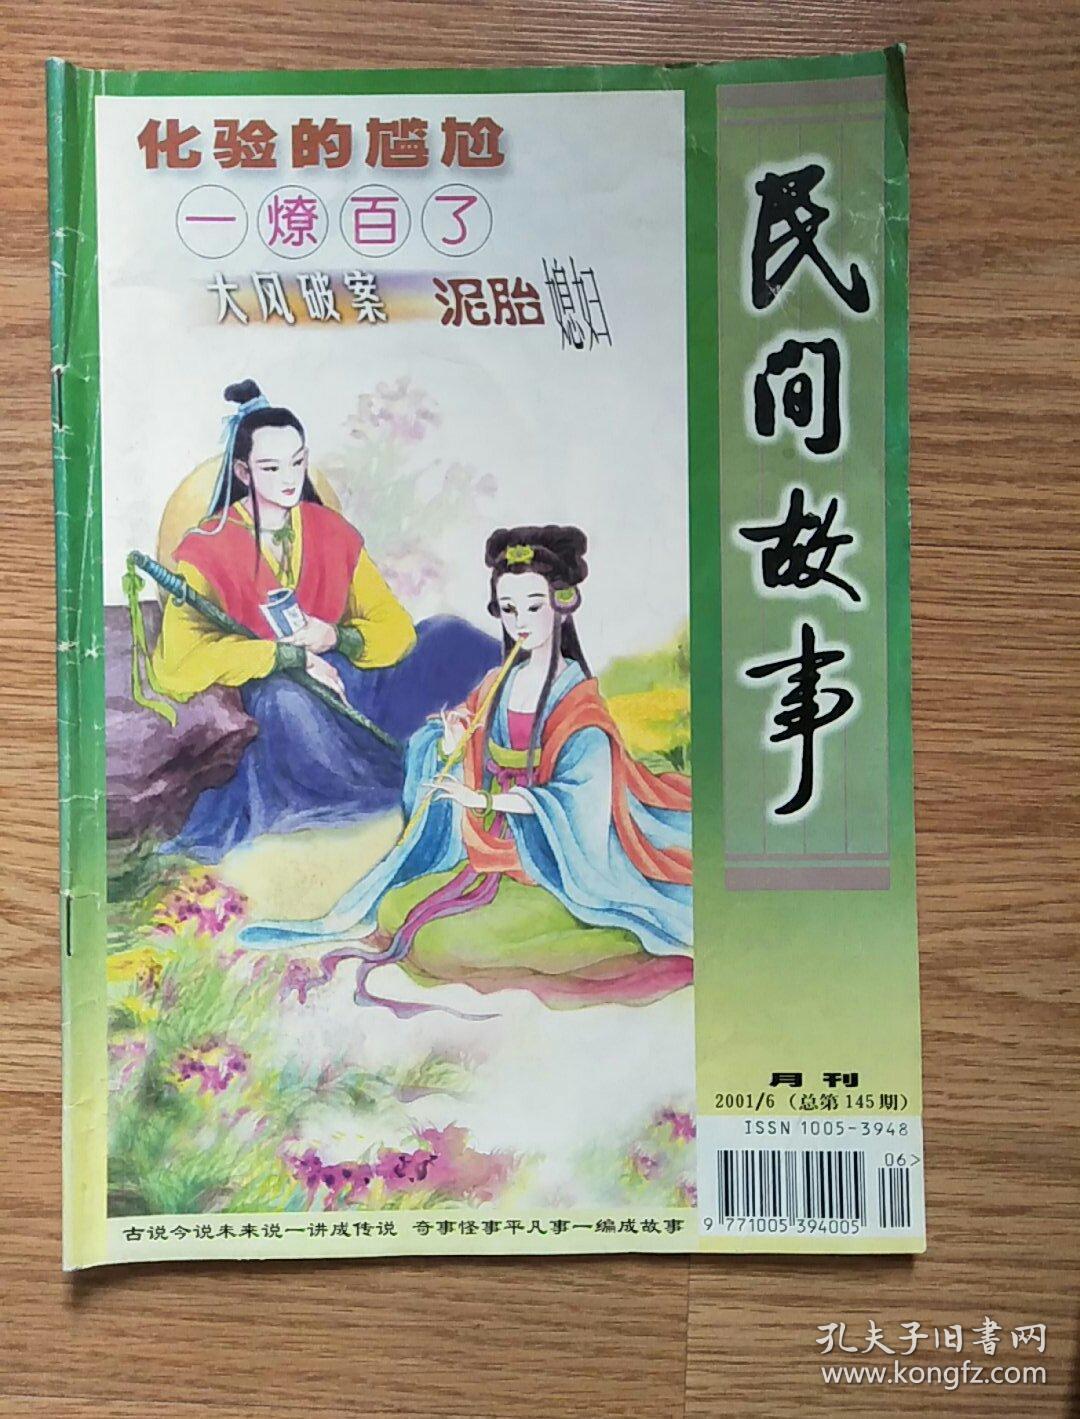 化验的尴尬
一燎百了
大风破案 泥胎媳妇
民间故事
月刊
2001/6（总第145期）
ISSN 1005-3948
06>
9 771005 394005
古说今说未来说一讲成传说 奇事怪事平凡事一编成故事
孔夫子旧書网
www.kongfz.com